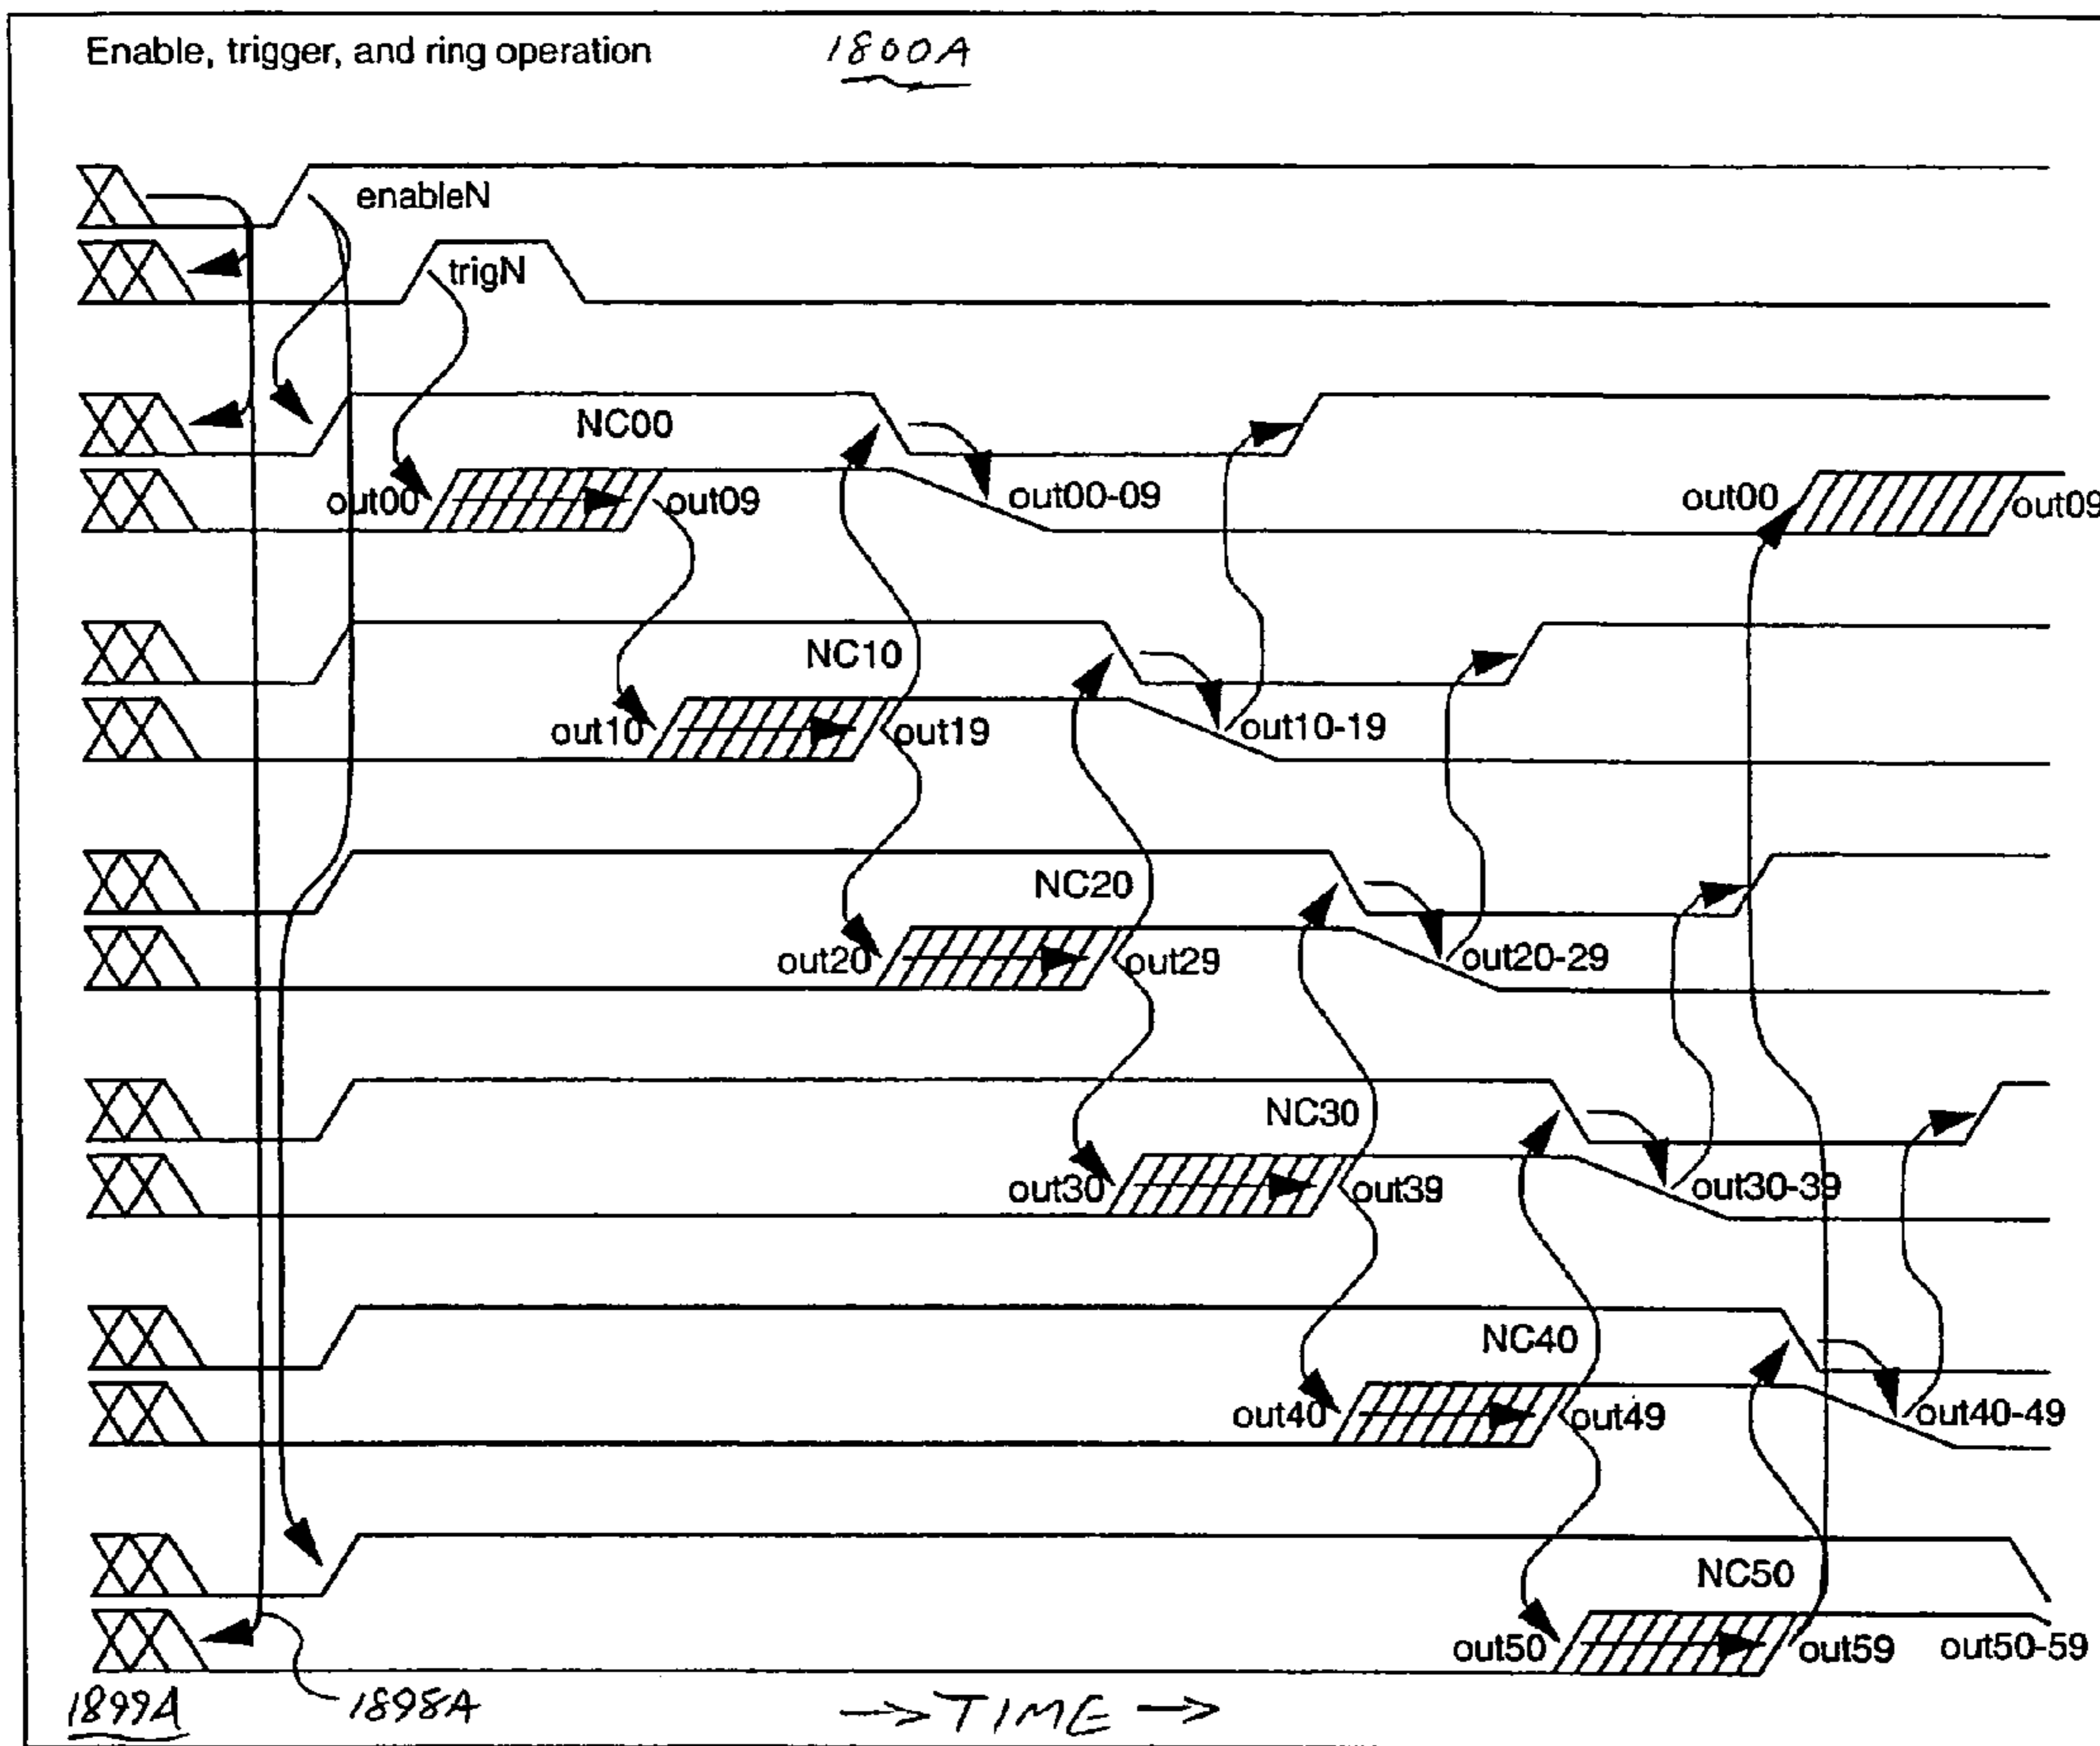 Enable, trigger, and ring operation 1800A
enableN
trigN
NC00
out00 out09 out00-09 out00 out09
NC10
out10 out19 out10-19
NC20
out20 out29 out20-29
NC30
out30 out39 out30-39
NC40
out40 out49 out40-49
NC50
out50 out59 out50-59
1899A 1898A →> TIME →>